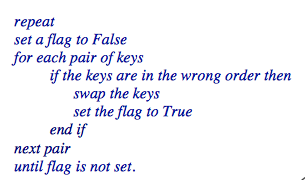 repeat
set a flag to False
for each pair of keys
if the keys are in the wrong order then
swap the keys
set the flag to True
end if
next pair
until flag is not set.